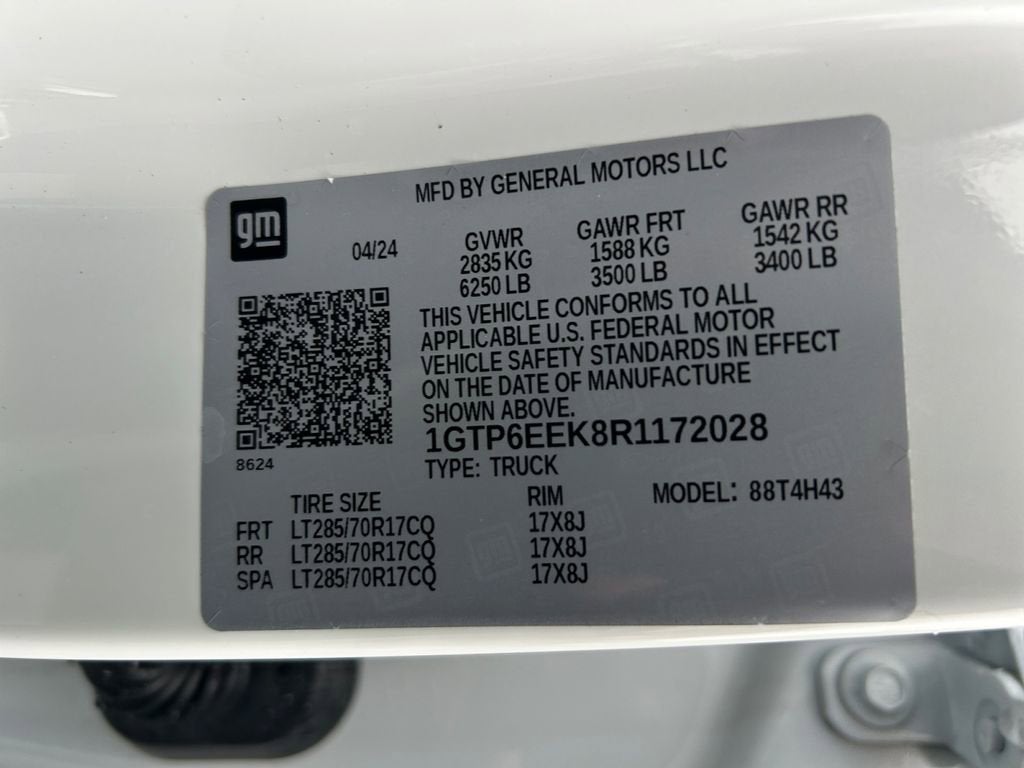 MFD BY GENERAL MOTORS LLC
gm
04/24
GVWR GAWR FRT GAWR RR
2835 KG 1588 KG 1542 KG
6250 LB 3500 LB 3400 LB
THIS VEHICLE CONFORMS TO ALL
APPLICABLE U.S. FEDERAL MOTOR
VEHICLE SAFETY STANDARDS IN EFFECT
ON THE DATE OF MANUFACTURE
SHOWN ABOVE.
1GTP6EEK8R1172028
8624
TYPE: TRUCK
TIRE SIZE RIM MODEL: 88T4H43
FRT LT285/70R17CQ 17X8J
RR LT285/70R17CQ 17X8J
SPA LT285/70R17CQ 17X8J